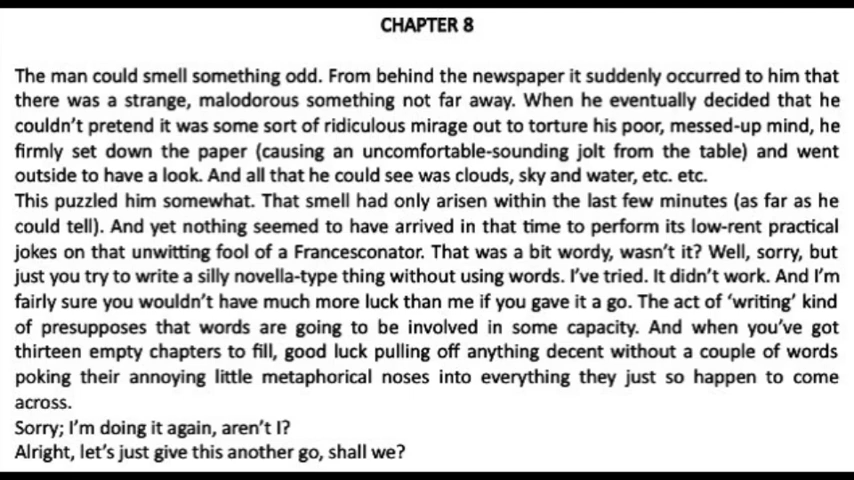 CHAPTER 8
The man could smell something odd. From behind the newspaper it suddenly occurred to him that
there was a strange, malodorous something not far away. When he eventually decided that he
couldn't pretend it was some sort of ridiculous mirage out to torture his poor, messed-up mind, he
firmly set down the paper (causing an uncomfortable-sounding jolt from the table) and went
outside to have a look. And all that he could see was clouds, sky and water, etc. etc.
This puzzled him somewhat. That smell had only arisen within the last few minutes (as far as he
could tell). And yet nothing seemed to have arrived in that time to perform its low-rent practical
jokes on that unwitting fool of a Francesconator. That was a bit wordy, wasn't it? Well, sorry, but
just you try to write a silly novella-type thing without using words. I've tried. It didn't work. And I'm
fairly sure you wouldn't have much more luck than me if you gave it a go. The act of 'writing' kind
of presupposes that words are going to be involved in some capacity. And when you've got
thirteen empty chapters to fill, good luck pulling off anything decent without a couple of words
poking their annoying little metaphorical noses into everything they just so happen to come
across.
Sorry; I'm doing it again, aren't I?
Alright, let's just give this another go, shall we?